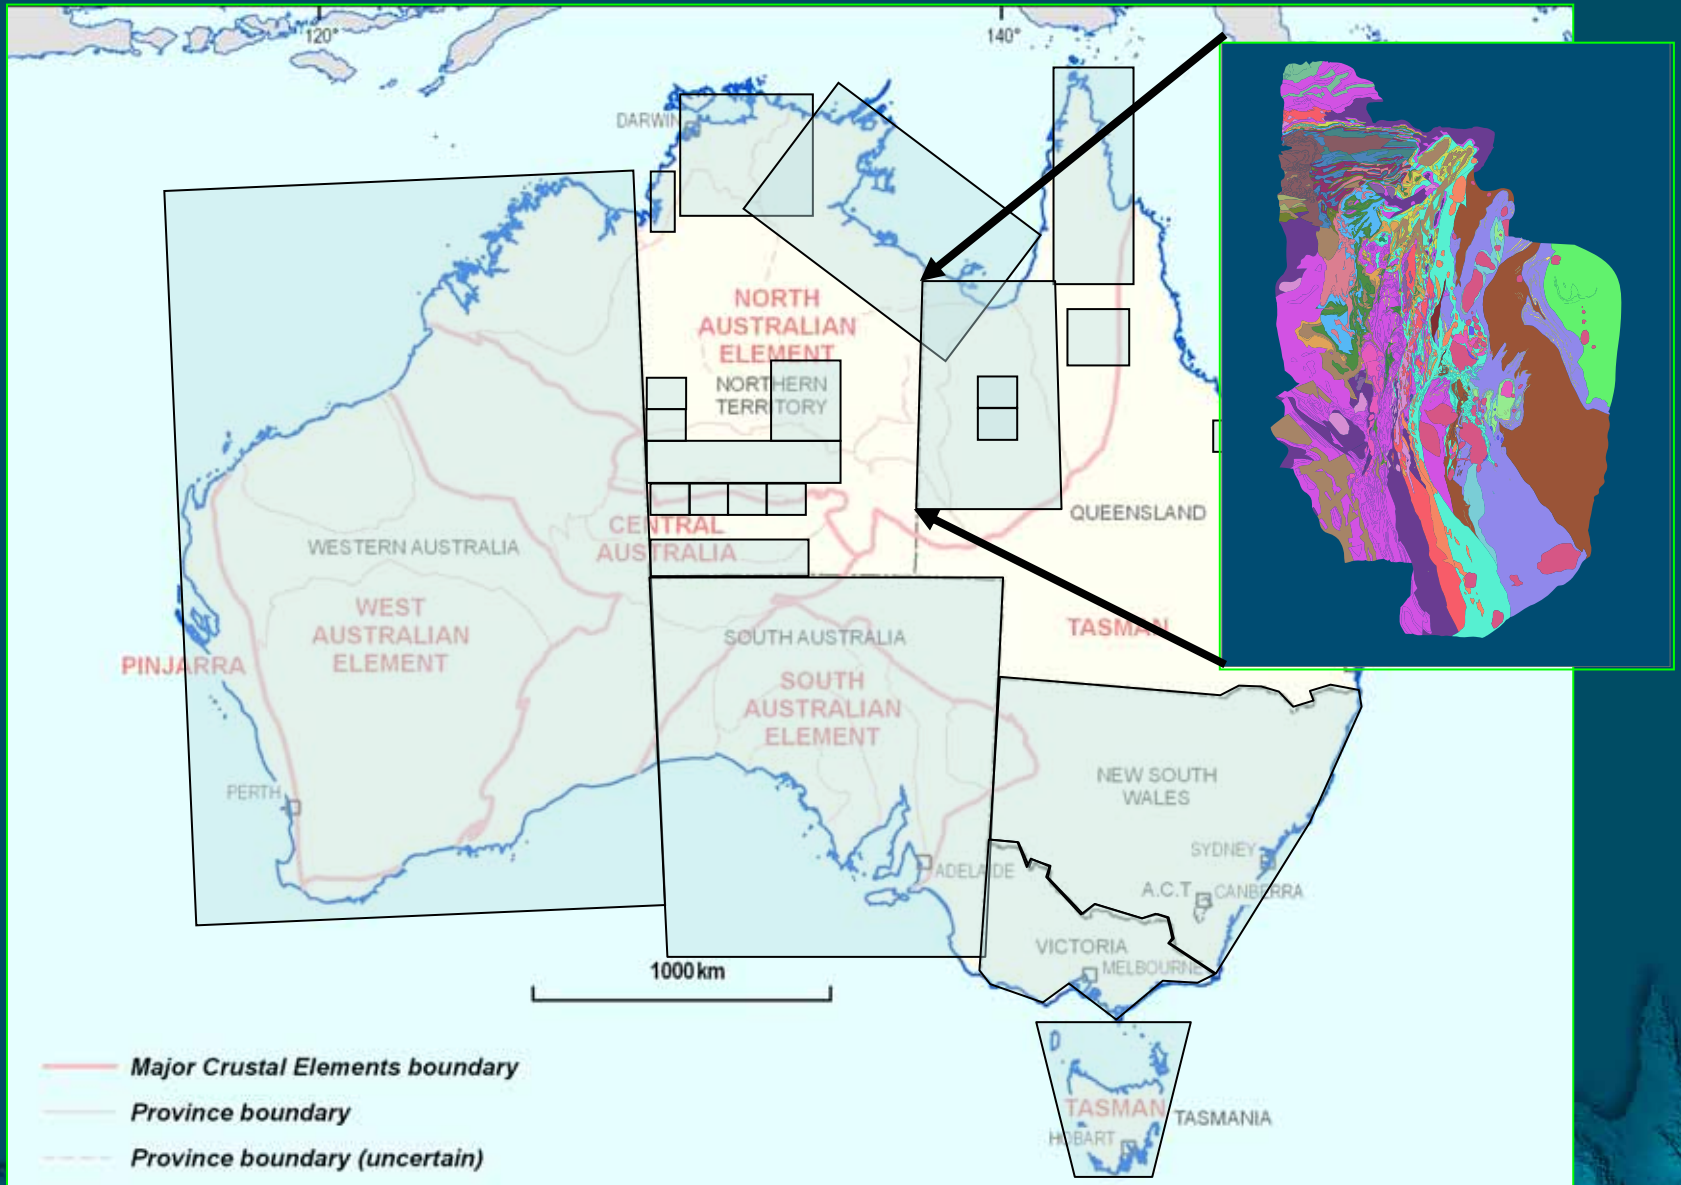 120°
140°
DARWIN
NORTH
AUSTRALIAN
ELEMENT
NORTHERN
TERRITORY
QUEENSLAND
CENTRAL
AUSTRALIA
WESTERN AUSTRALIA
WEST
AUSTRALIAN
ELEMENT
SOUTH AUSTRALIA
TASMAN
PINJARRA
SOUTH
AUSTRALIAN
ELEMENT
NEW SOUTH
WALES
PERTH
SYDNEY
ADELAIDE
A.C.T
CANBERRA
VICTORIA
MELBOURNE
1000 km
Major Crustal Elements boundary
Province boundary
Province boundary (uncertain)
TASMAN
TASMANIA
HOBART